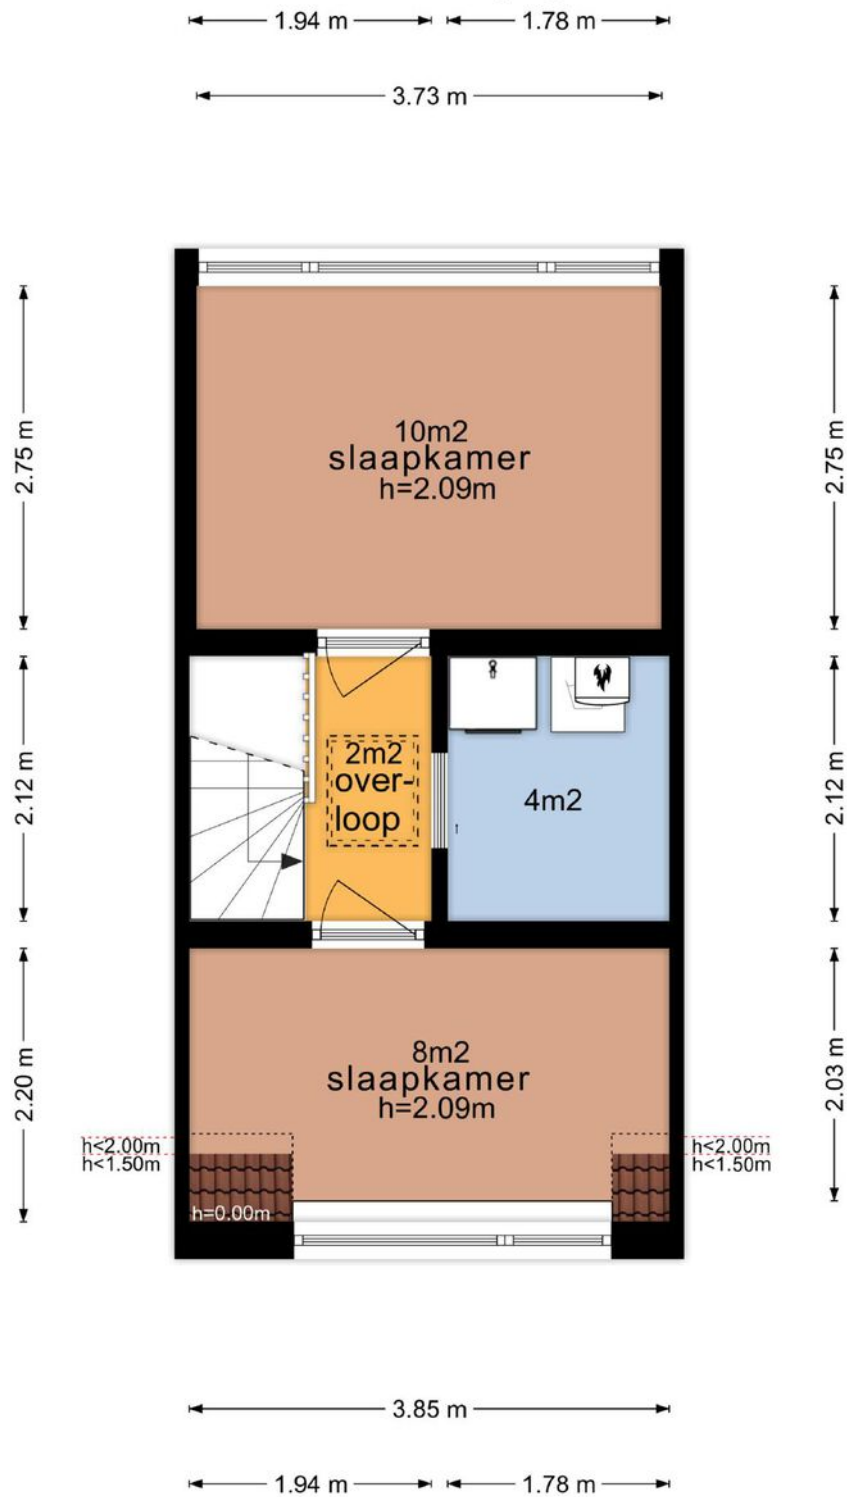 1.94 m
1.78 m
3.73 m
2.75 m
2.75 m
10m2
slaapkamer
h=2.09m
2.12 m
2.12 m
2m2
over-
loop
4m2
2.20 m
2.03 m
8m2
slaapkamer
h=2.09m
h<2.00m
h<1.50m
h<2.00m
h<1.50m
h=0.00m
3.85 m
1.94 m
1.78 m